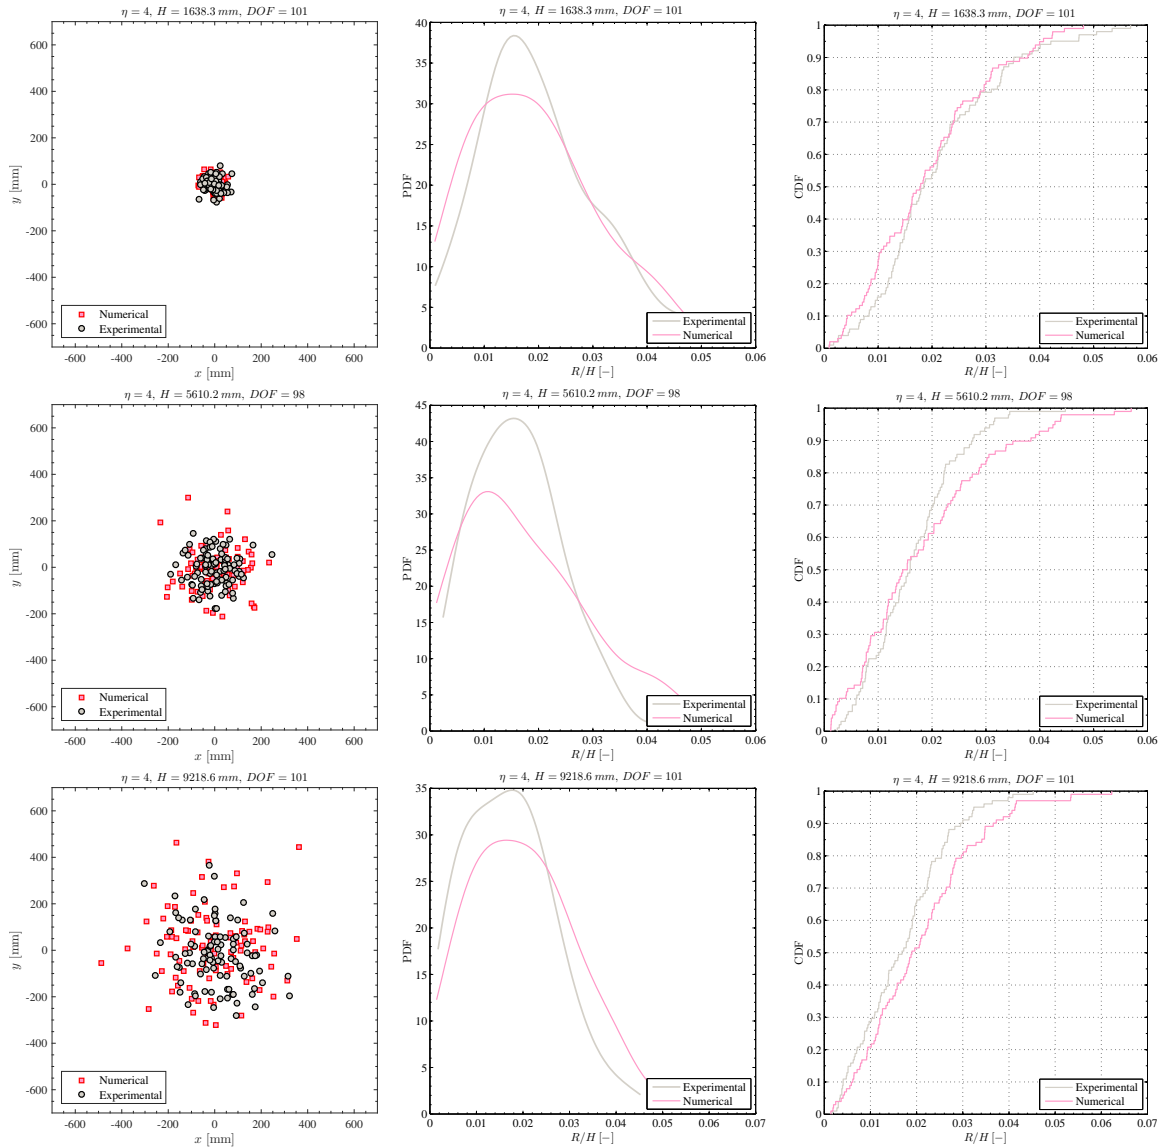 η = 4, H = 1638.3 mm, DOF = 101
600
400
200
0
-200
-400
-600
y [mm]
-600 -400 -200 0 200 400 600
x [mm]
Numerical
Experimental
η = 4, H = 1638.3 mm, DOF = 101
40
35
30
25
20
15
10
5
0
PDF
0 0.01 0.02 0.03 0.04 0.05 0.06
R/H [−]
Experimental
Numerical
η = 4, H = 1638.3 mm, DOF = 101
1
0.9
0.8
0.7
0.6
0.5
0.4
0.3
0.2
0.1
0
CDF
0 0.01 0.02 0.03 0.04 0.05 0.06
R/H [−]
Experimental
Numerical
η = 4, H = 5610.2 mm, DOF = 98
600
400
200
0
-200
-400
-600
y [mm]
-600 -400 -200 0 200 400 600
x [mm]
Numerical
Experimental
η = 4, H = 5610.2 mm, DOF = 98
45
40
35
30
25
20
15
10
5
0
PDF
0 0.01 0.02 0.03 0.04 0.05 0.06
R/H [−]
Experimental
Numerical
η = 4, H = 5610.2 mm, DOF = 98
1
0.9
0.8
0.7
0.6
0.5
0.4
0.3
0.2
0.1
0
CDF
0 0.01 0.02 0.03 0.04 0.05 0.06
R/H [−]
Experimental
Numerical
η = 4, H = 9218.6 mm, DOF = 101
600
400
200
0
-200
-400
-600
y [mm]
-600 -400 -200 0 200 400 600
x [mm]
Numerical
Experimental
η = 4, H = 9218.6 mm, DOF = 101
35
30
25
20
15
10
5
0
PDF
0 0.01 0.02 0.03 0.04 0.05 0.06 0.07
R/H [−]
Experimental
Numerical
η = 4, H = 9218.6 mm, DOF = 101
1
0.9
0.8
0.7
0.6
0.5
0.4
0.3
0.2
0.1
0
CDF
0 0.01 0.02 0.03 0.04 0.05 0.06 0.07
R/H [−]
Experimental
Numerical